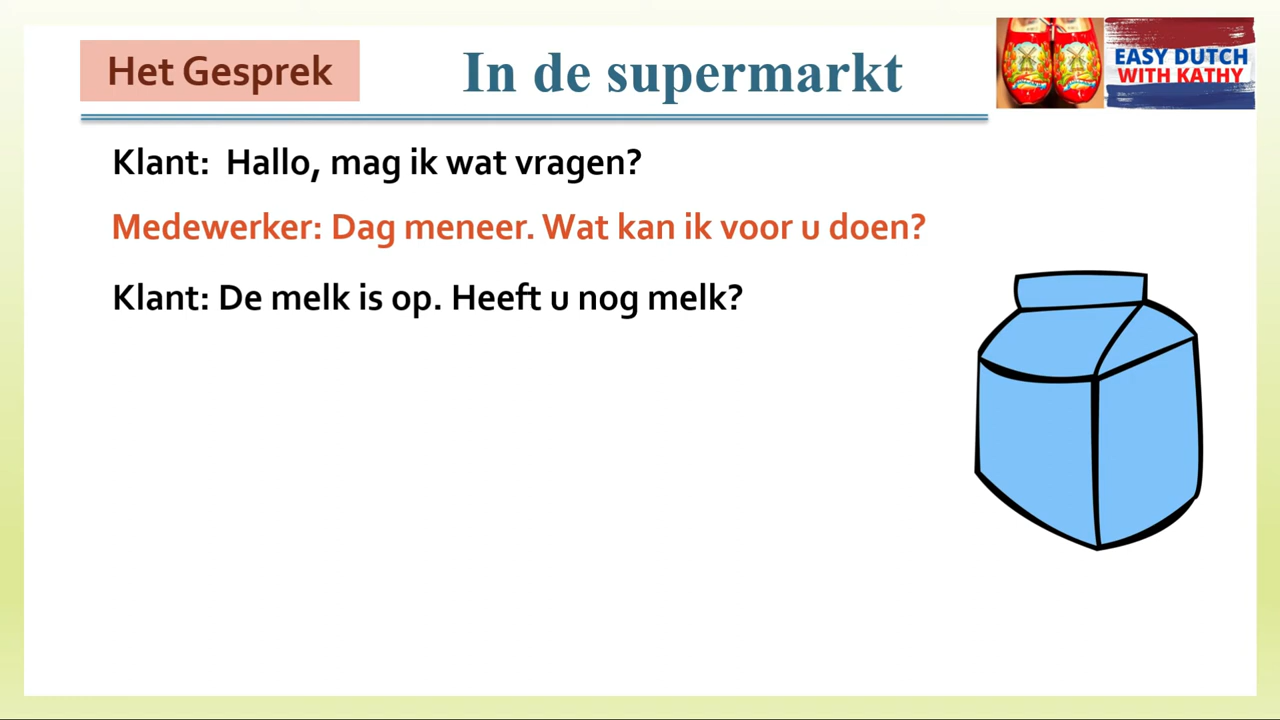 Het Gesprek
In de supermarkt
EASY DUTCH
WITH KATHY
Klant: Hallo, mag ik wat vragen?
Medewerker: Dag meneer. Wat kan ik voor u doen?
Klant: De melk is op. Heeft u nog melk?